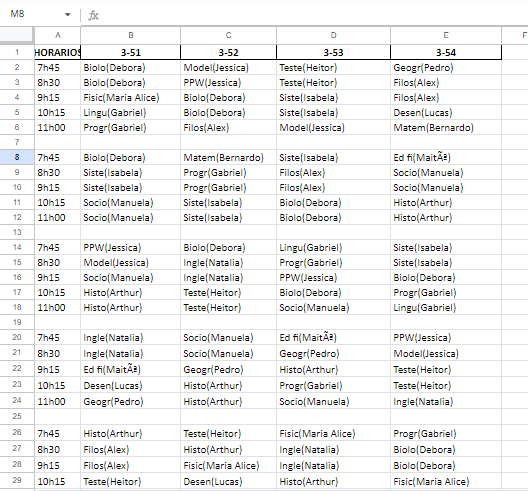 M8 fx
A B C D E F
1 HORARIOS 3-51 3-52 3-53 3-54
2 7h45 Biolo(Debora) Model(Jessica) Teste(Heitor) Geogr(Pedro)
3 8h30 Biolo(Debora) PPW(Jessica) Teste(Heitor) Filos(Alex)
4 9h15 Fisic(Maria Alice) Biolo(Debora) Siste(Isabela) Filos(Alex)
5 10h15 Lingu(Gabriel) Biolo(Debora) Siste(Isabela) Desen(Lucas)
6 11h00 Progr(Gabriel) Filos(Alex) Model(Jessica) Matem(Bernardo)
7
8 7h45 Biolo(Debora) Matem(Bernardo) Siste(Isabela) Ed fi(Maitê)
9 8h30 Siste(Isabela) Progr(Gabriel) Filos(Alex) Socio(Manuela)
10 9h15 Siste(Isabela) Progr(Gabriel) Filos(Alex) Socio(Manuela)
11 10h15 Socio(Manuela) Siste(Isabela) Biolo(Debora) Histo(Arthur)
12 11h00 Socio(Manuela) Siste(Isabela) Biolo(Debora) Histo(Arthur)
13
14 7h45 PPW(Jessica) Biolo(Debora) Lingu(Gabriel) Siste(Isabela)
15 8h30 Model(Jessica) Ingle(Natalia) Progr(Gabriel) Siste(Isabela)
16 9h15 Socio(Manuela) Ingle(Natalia) PPW(Jessica) Biolo(Debora)
17 10h15 Histo(Arthur) Teste(Heitor) Biolo(Debora) Progr(Gabriel)
18 11h00 Histo(Arthur) Teste(Heitor) Socio(Manuela) Lingu(Gabriel)
19
20 7h45 Ingle(Natalia) Socio(Manuela) Ed fi(Maitê) PPW(Jessica)
21 8h30 Ingle(Natalia) Socio(Manuela) Geogr(Pedro) Model(Jessica)
22 9h15 Ed fi(Maitê) Geogr(Pedro) Histo(Arthur) Teste(Heitor)
23 10h15 Desen(Lucas) Histo(Arthur) Progr(Gabriel) Teste(Heitor)
24 11h00 Geogr(Pedro) Histo(Arthur) Socio(Manuela) Ingle(Natalia)
25
26 7h45 Histo(Arthur) Teste(Heitor) Fisic(Maria Alice) Progr(Gabriel)
27 8h30 Filos(Alex) Histo(Arthur) Ingle(Natalia) Biolo(Debora)
28 9h15 Filos(Alex) Fisic(Maria Alice) Ingle(Natalia) Biolo(Debora)
29 10h15 Teste(Heitor) Desen(Lucas) Histo(Arthur) Fisic(Maria Alice)